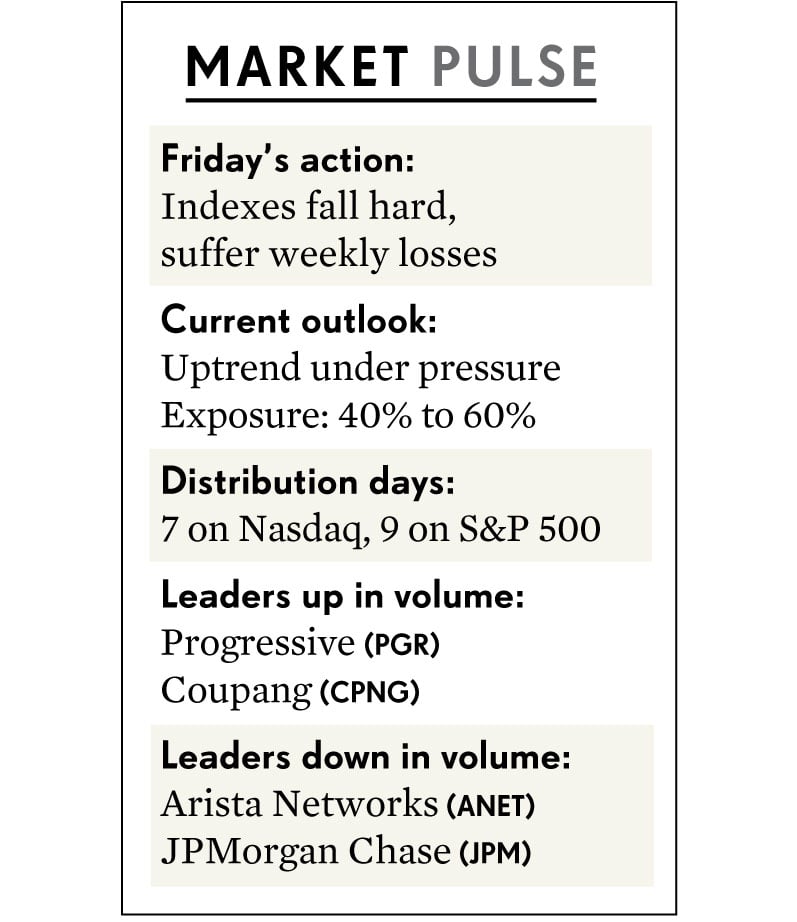 MARKET PULSE
Friday's action:
Indexes fall hard,
suffer weekly losses
Current outlook:
Uptrend under pressure
Exposure: 40% to 60%
Distribution days:
7 on Nasdaq, 9 on S&P 500
Leaders up in volume:
Progressive (PGR)
Coupang (CPNG)
Leaders down in volume:
Arista Networks (ANET)
JPMorgan Chase (JPM)